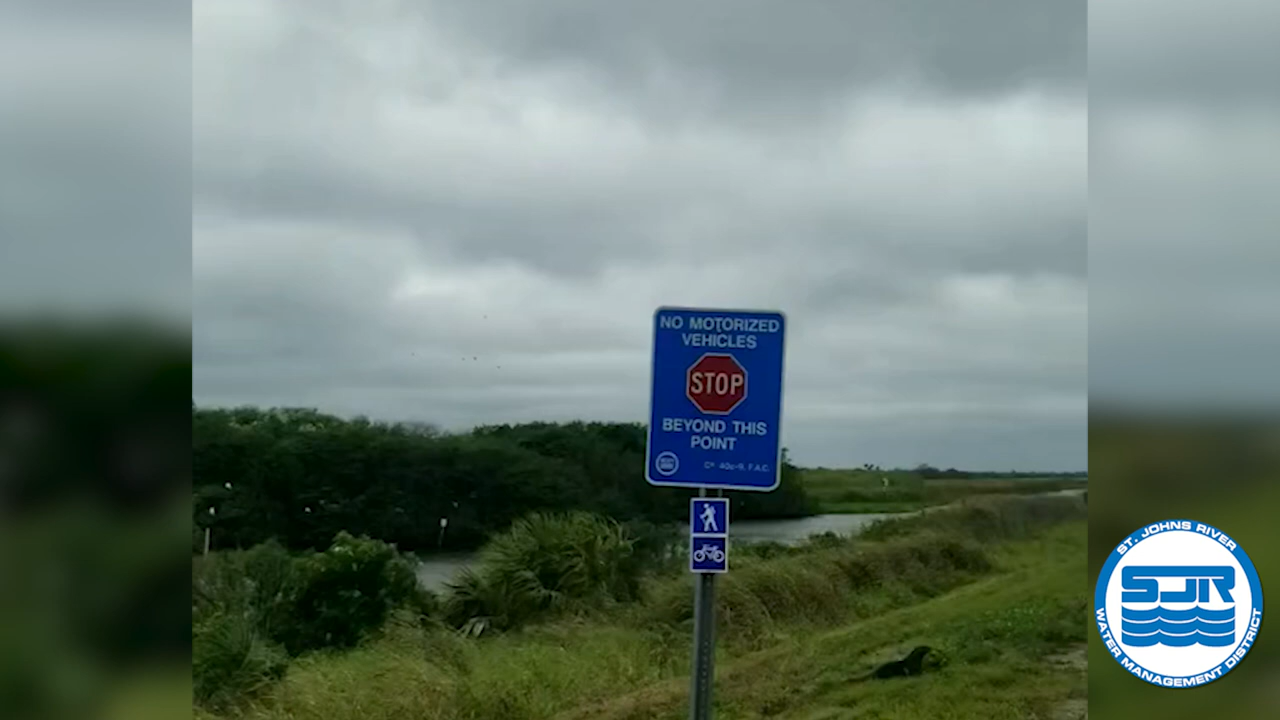 NO MOTORIZED
VEHICLES
STOP
BEYOND THIS
POINT
F.A.C.
ST. JOHNS RIVER
SJR
WATER MANAGEMENT DISTRICT